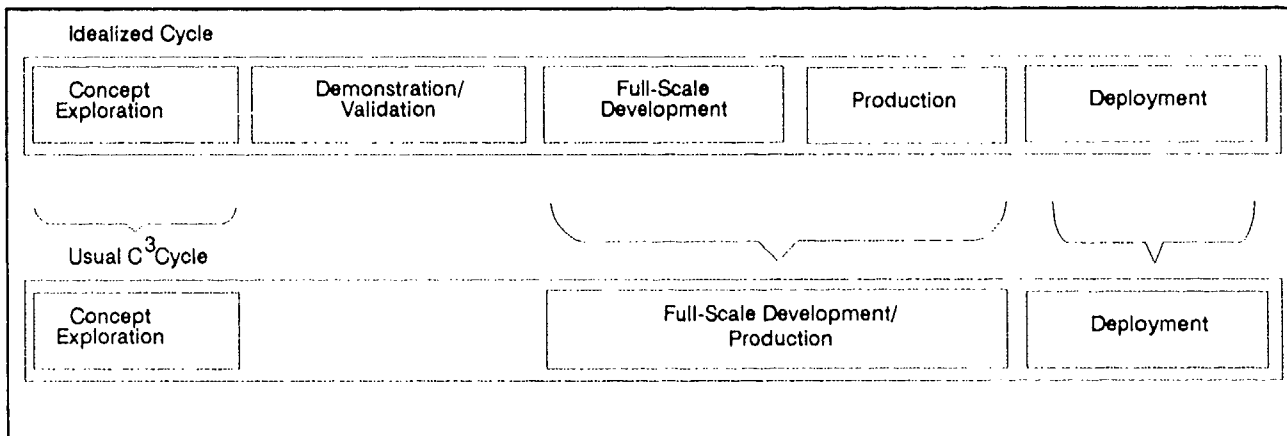 Idealized Cycle
Concept
Exploration
Demonstration/
Validation
Full-Scale
Development
Production
Deployment
Usual C³Cycle
Concept
Exploration
Full-Scale Development/
Production
Deployment